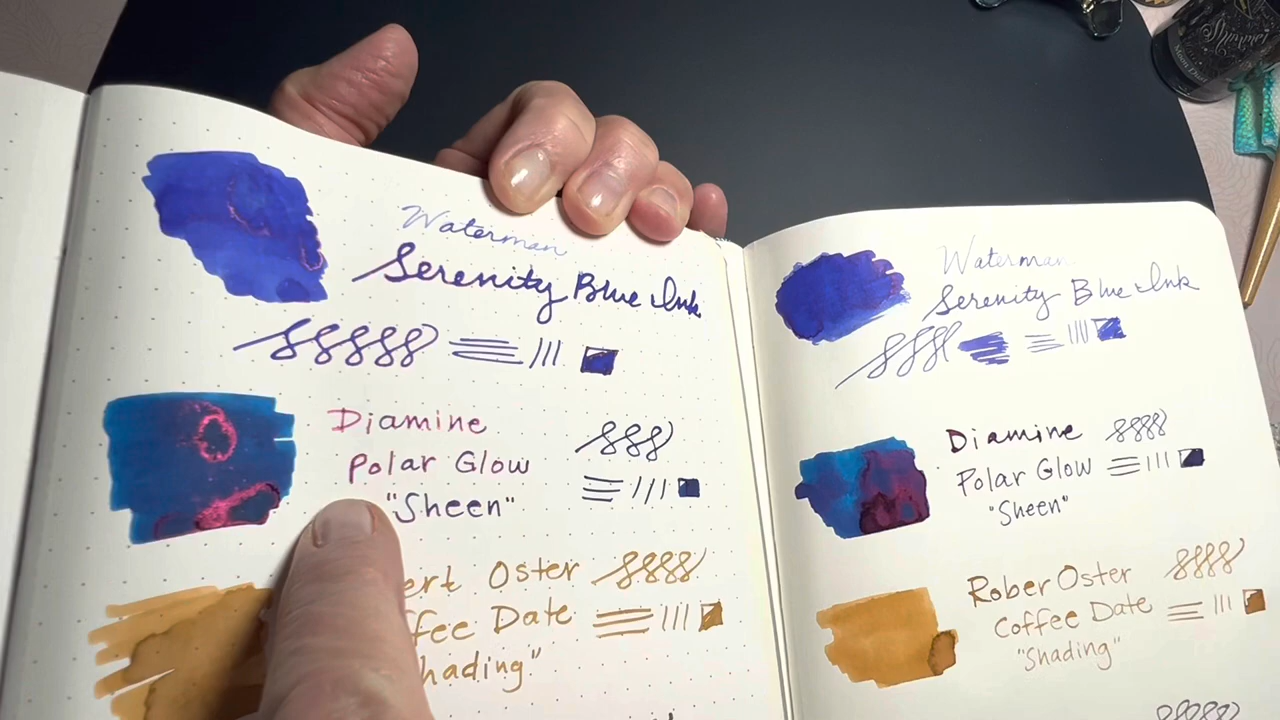 Waterman
Serenity Blue Ink
Diamine
Polar Glow
"Sheen"
ert Oster
ffee Date
hading"
Waterman
Serenity Blue Ink
Diamine
Polar Glow
"Sheen"
Rober Oster
Coffee Date
"Shading"